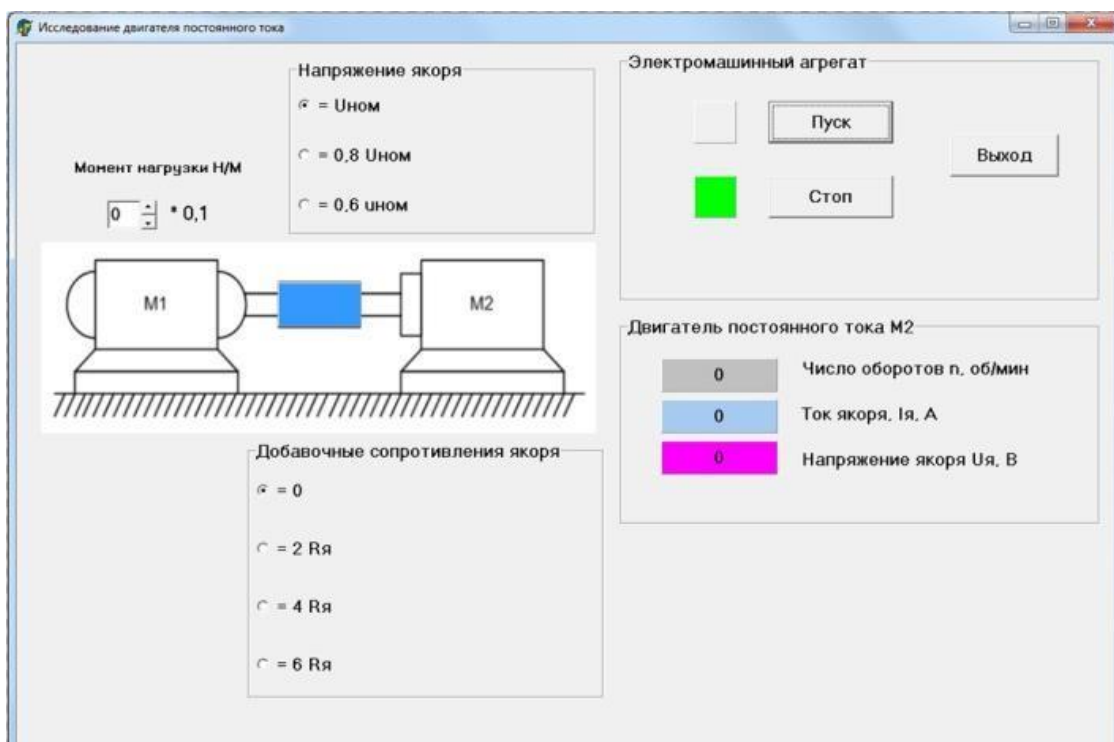 Исследование двигателя постоянного тока
Напряжение якоря
= Uном
= 0,8 Uном
= 0,6 uном
Момент нагрузки Н/М
0 * 0,1
М1
М2
Добавочные сопротивления якоря
= 0
= 2 Rя
= 4 Rя
= 6 Rя
Электромашинный агрегат
Пуск
Выход
Стоп
Двигатель постоянного тока М2
0 Число оборотов n, об/мин
0 Ток якоря, Iя, А
0 Напряжение якоря Uя, В